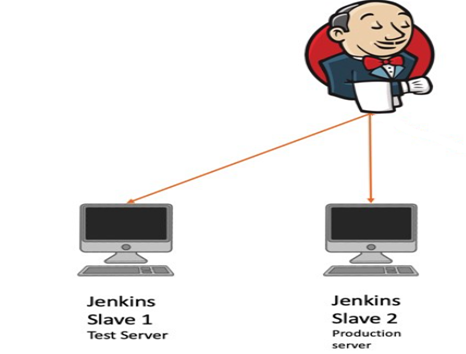 Jenkins
Slave 1
Test Server
Jenkins
Slave 2
Production
server